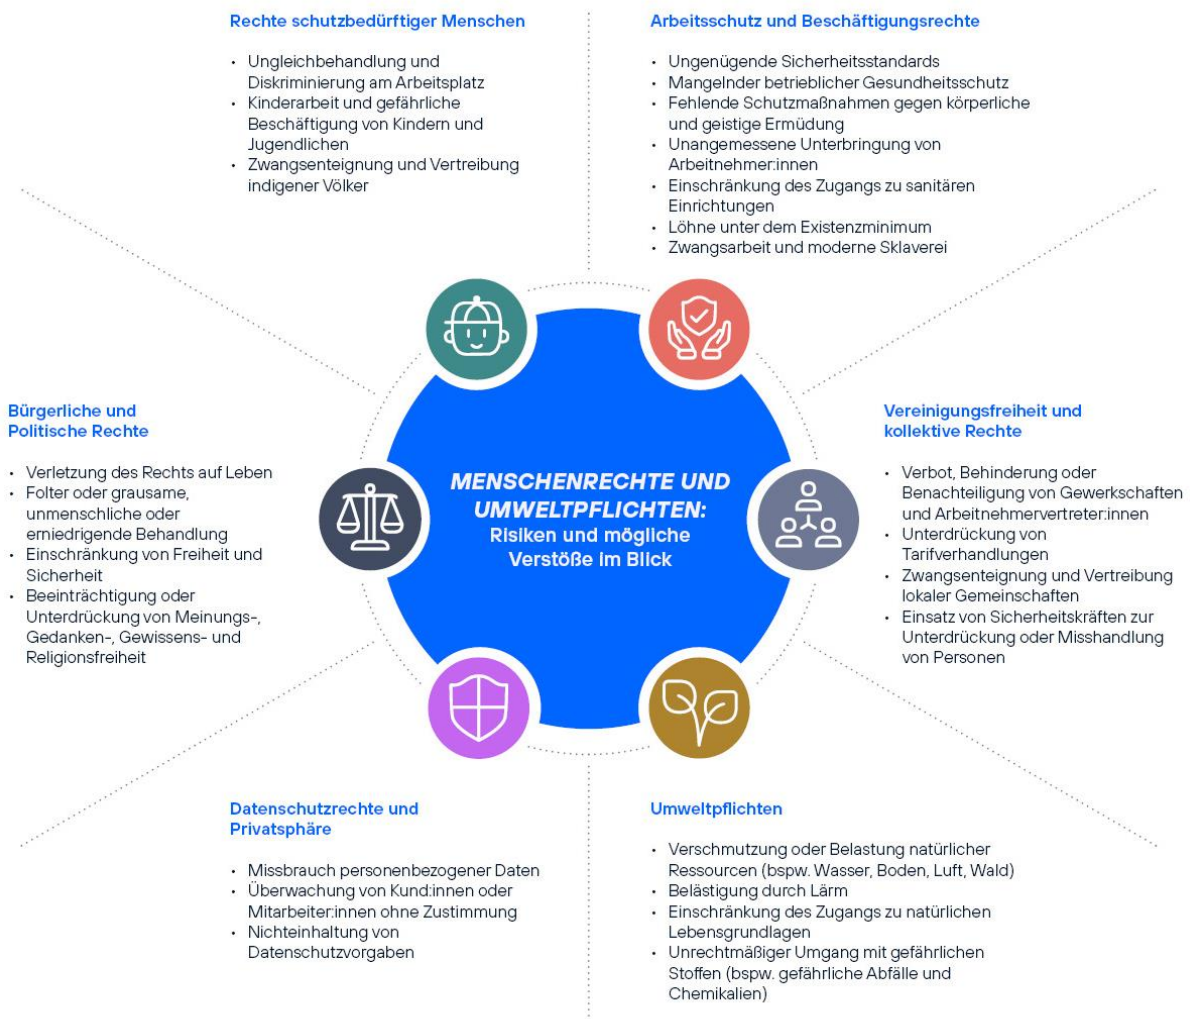 Rechte schutzbedürftiger Menschen
• Ungleichbehandlung und
Diskriminierung am Arbeitsplatz
• Kinderarbeit und gefährliche
Beschäftigung von Kindern und
Jugendlichen
• Zwangsenteignung und Vertreibung
indigener Völker
Arbeitsschutz und Beschäftigungsrechte
• Ungenügende Sicherheitsstandards
• Mangelnder betrieblicher Gesundheitsschutz
• Fehlende Schutzmaßnahmen gegen körperliche
und geistige Ermüdung
• Unangemessene Unterbringung von
Arbeitnehmer:innen
• Einschränkung des Zugangs zu sanitären
Einrichtungen
• Löhne unter dem Existenzminimum
• Zwangsarbeit und moderne Sklaverei
Bürgerliche und
Politische Rechte
• Verletzung des Rechts auf Leben
• Folter oder grausame,
unmenschliche oder
erniedrigende Behandlung
• Einschränkung von Freiheit und
Sicherheit
• Beeinträchtigung oder
Unterdrückung von Meinungs-,
Gedanken-, Gewissens- und
Religionsfreiheit
MENSCHENRECHTE UND
UMWELTPFLICHTEN:
Risiken und mögliche
Verstöße im Blick
Vereinigungsfreiheit und
kollektive Rechte
• Verbot, Behinderung oder
Benachteiligung von Gewerkschaften
und Arbeitnehmervertreter:innen
• Unterdrückung von
Tarifverhandlungen
• Zwangsenteignung und Vertreibung
lokaler Gemeinschaften
• Einsatz von Sicherheitskräften zur
Unterdrückung oder Misshandlung
von Personen
Datenschutzrechte und
Privatsphäre
• Missbrauch personenbezogener Daten
• Überwachung von Kund:innen oder
Mitarbeiter:innen ohne Zustimmung
• Nichteinhaltung von
Datenschutzvorgaben
Umweltpflichten
• Verschmutzung oder Belastung natürlicher
Ressourcen (bspw. Wasser, Boden, Luft, Wald)
• Belästigung durch Lärm
• Einschränkung des Zugangs zu natürlichen
Lebensgrundlagen
• Unrechtmäßiger Umgang mit gefährlichen
Stoffen (bspw. gefährliche Abfälle und
Chemikalien)